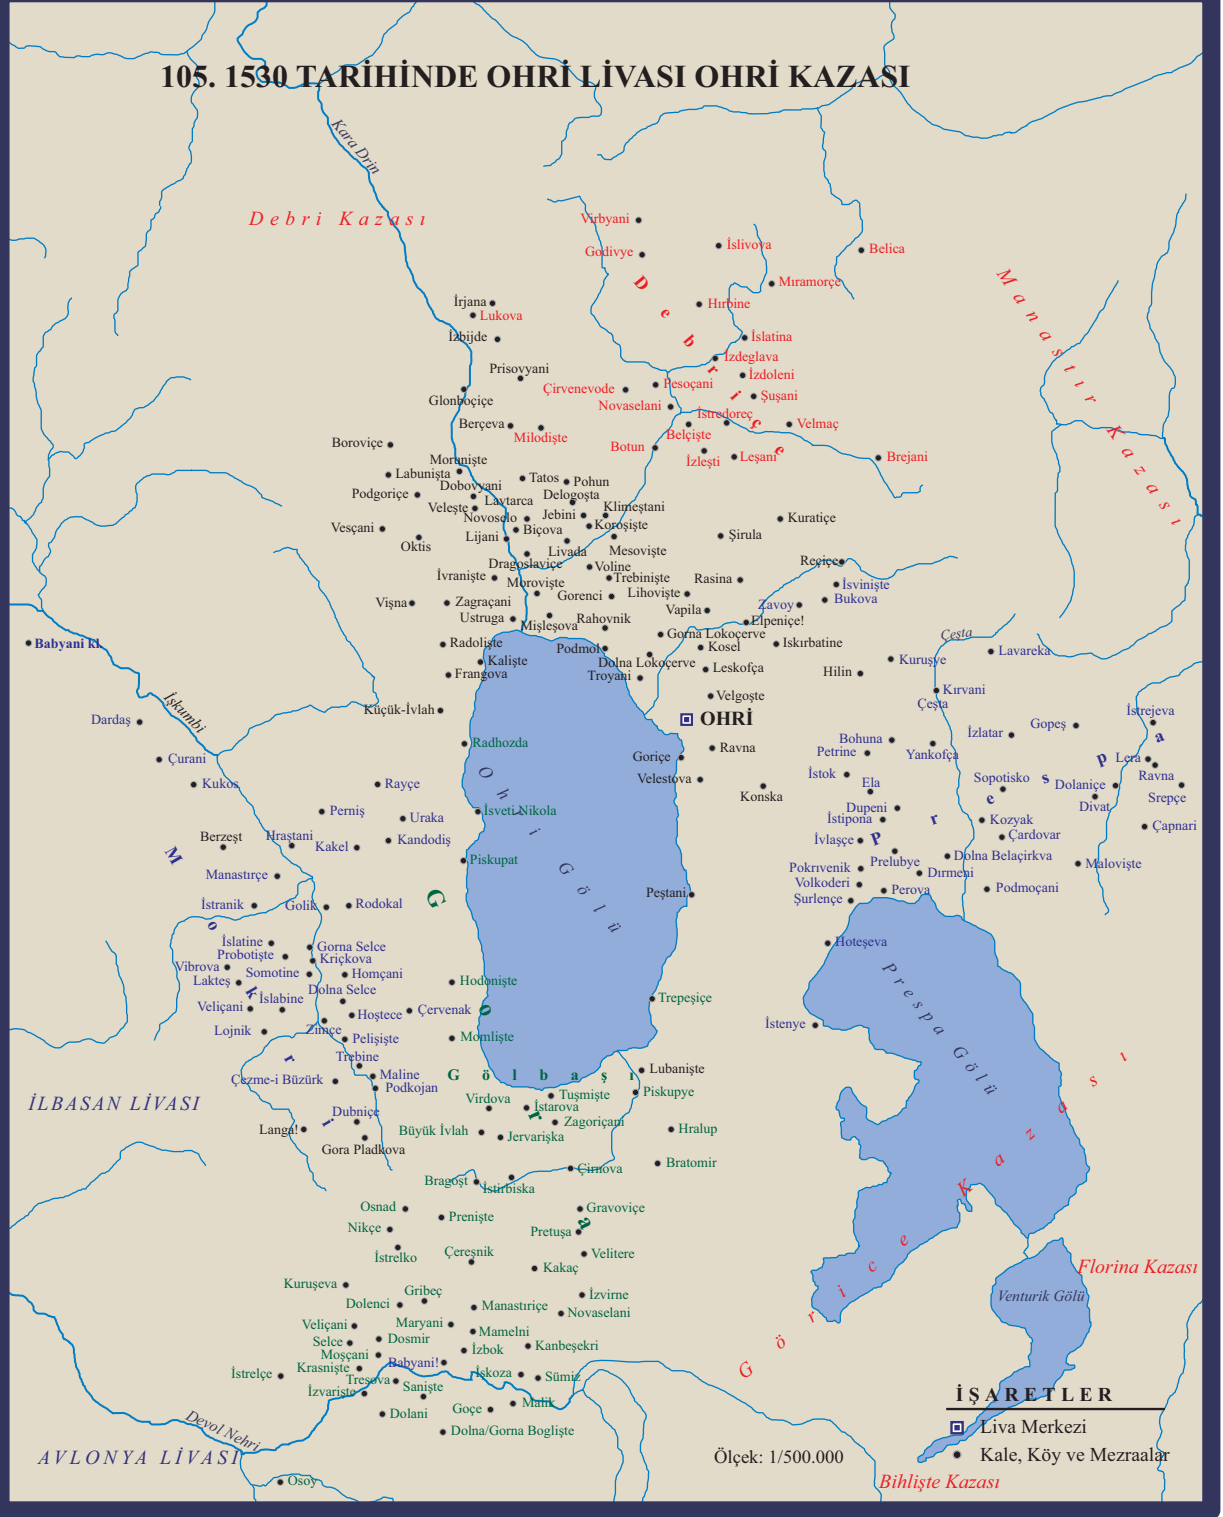 105. 1530 TARİHİNDE OHRİ LİVASI OHRİ KAZASI
Kara Drin
Debri Kazası
Virbyani
Godivye
İslivova
Belica
Mıramorçe
Hırbine
Debriçe
Manastır Kazası
İrjana
Lukova
İzbijde
İslatina
İzdeglava
Prisovyani
İzdoleni
Pesoçani
Çirvenevode
Glonboçiçe
Şuşani
Novaselani
İstredoreç
Berçeva
Milodişte
Belçişte
Velmaç
Boroviçe
Botun
İzleşti
Leşani
Brejani
Morunişte
Labunişta
Tatos
Pohun
Dobovyani
Podgoriçe
Delogoşta
Lavtarca
Veleşte
Klimeştani
Novoselo
Jebini
Kuratiçe
Vesçani
Biçova
Koroşişte
Lijani
Şirula
Oktis
Livada
Mesovişte
Dragoslaviçe
Reçiçe
Voline
İvranişte
Morovişte
Trebinişte
Rasina
İsvinişte
Gorenci
Lihovişte
Bukova
Vişna
Zagraçani
Zavoy
Vapila
Ustruga
Mişleşova
Rahovnik
Elpeniçe!
Gorna Lokoçerve
Çesta
Babyani kl.
Radolişte
Podmol
Kosel
Iskırbatine
Lavareka
Kalişte
Dolna Lokoçerve
Kuruşye
Frangova
Troyani
Leskofça
Hilin
Kırvani
Velgoşte
Çeşta
İşkumbi
Küçük-İvlah
İstrejeva
Dardaş
OHRİ
Gopeş
İzlatar
Radhozda
Ravna
Bohuna
Petrine
Yankofça
Çurani
Goriçe
Lera
Ohri Gölü
Prespa
İstok
Ravna
Kukos
Rayçe
Velestova
Ela
Sopotisko
Dolaniçe
Konska
Srepçe
Perniş
İsveti Nikola
Dupeni
Divat
Uraka
İstipona
Kozyak
Çapnari
Berzeşt
Hraştani
Kandodiş
İvlaşçe
Çardovar
Kakel
Piskupat
Prelubye
Dolna Belaçirkva
Malovişte
Mokri
Manastırçe
Pokrıvenik
Dırmeni
Volkoderi
Perova
Podmoçani
Peştani
Şurlençe
İstranik
Golik
Rodokal
Gora
İslatine
Gorna Selce
Hoteşeva
Probotişte
Kriçkova
Vibrova
Somotine
Homçani
Lakteş
Hodonişte
Prespa Gölü
Dolna Selce
Trepeşiçe
Veliçani
İslabine
Hoştece
Çervenak
Lojnik
Zimçe
İstenye
Pelişişte
Momlişte
Trebine
Maline
Lubanişte
Çezme-i Büzürk
Gölbaşı
Podkojan
Piskupye
Tuşmişte
İLBASAN LİVASI
Virdova
İstarova
Dubniçe
Zagoriçani
Langa!
Büyük İvlah
Jervarişka
Hralup
Gora Pladkova
Bratomir
Çirnova
Bragoşt
İstirbiska
Görice Kazası
Osnad
Gravoviçe
Prenişte
Nikçe
Pretuşa
Çereşnik
Velitere
İstrelko
Kakaç
Florina Kazası
Kuruşeva
Gribeç
İzvirne
Venturik Gölü
Dolenci
Manastıriçe
Novaselani
Veliçani
Maryani
Mamelni
Selce
Dosmir
Kanbeşekri
Moşçani
İzbok
Babyani!
Krasnişte
İstrelçe
İskoza
Sümiz
Tresova
Sanişte
İzvarişte
Malik
Goçe
Dolani
Dolna/Gorna Boglişte
Devol Nehri
İŞARETLER
Liva Merkezi
Kale, Köy ve Mezraalar
AVLONYA LİVASI
Ölçek: 1/500.000
Osoy
Bihlişte Kazası